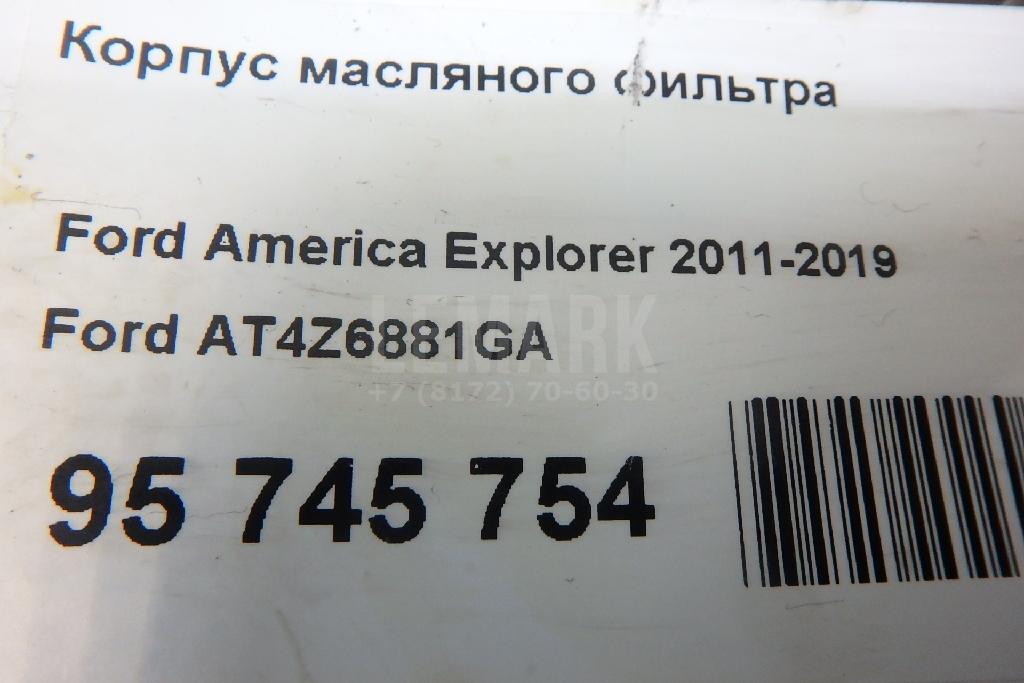 Корпус масляного фильтра
Ford America Explorer 2011-2019
Ford AT4Z6881GA
LEMARK
+7 (8172) 70-60-30
95 745 754